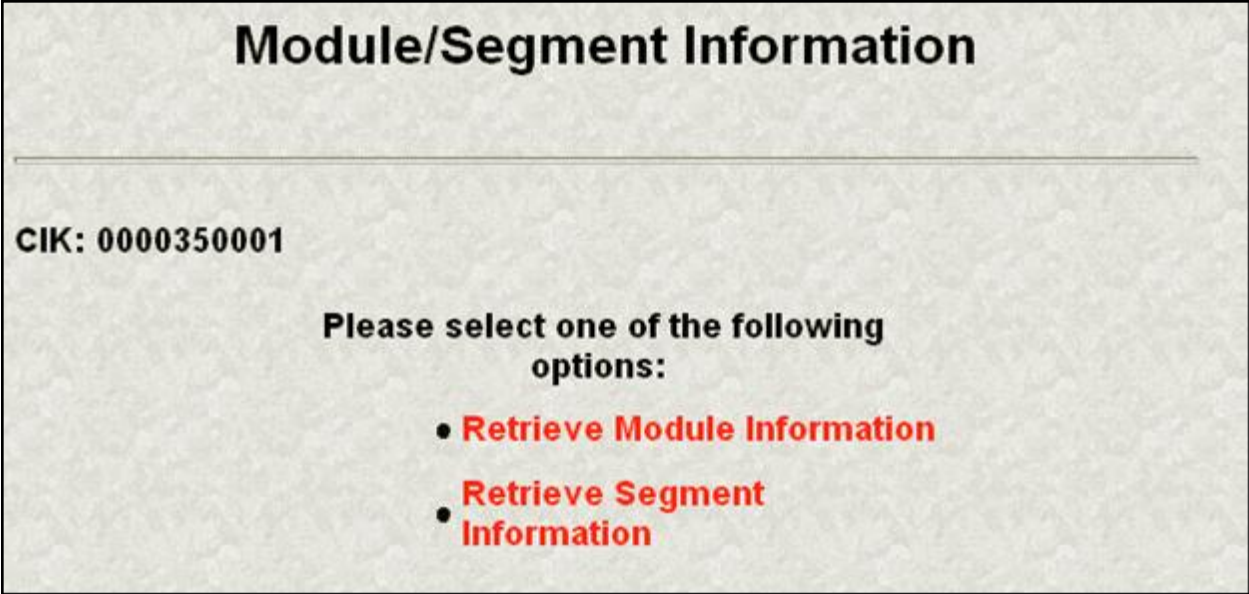 Module/Segment Information
CIK: 0000350001
Please select one of the following
options:
Retrieve Module Information
Retrieve Segment
Information